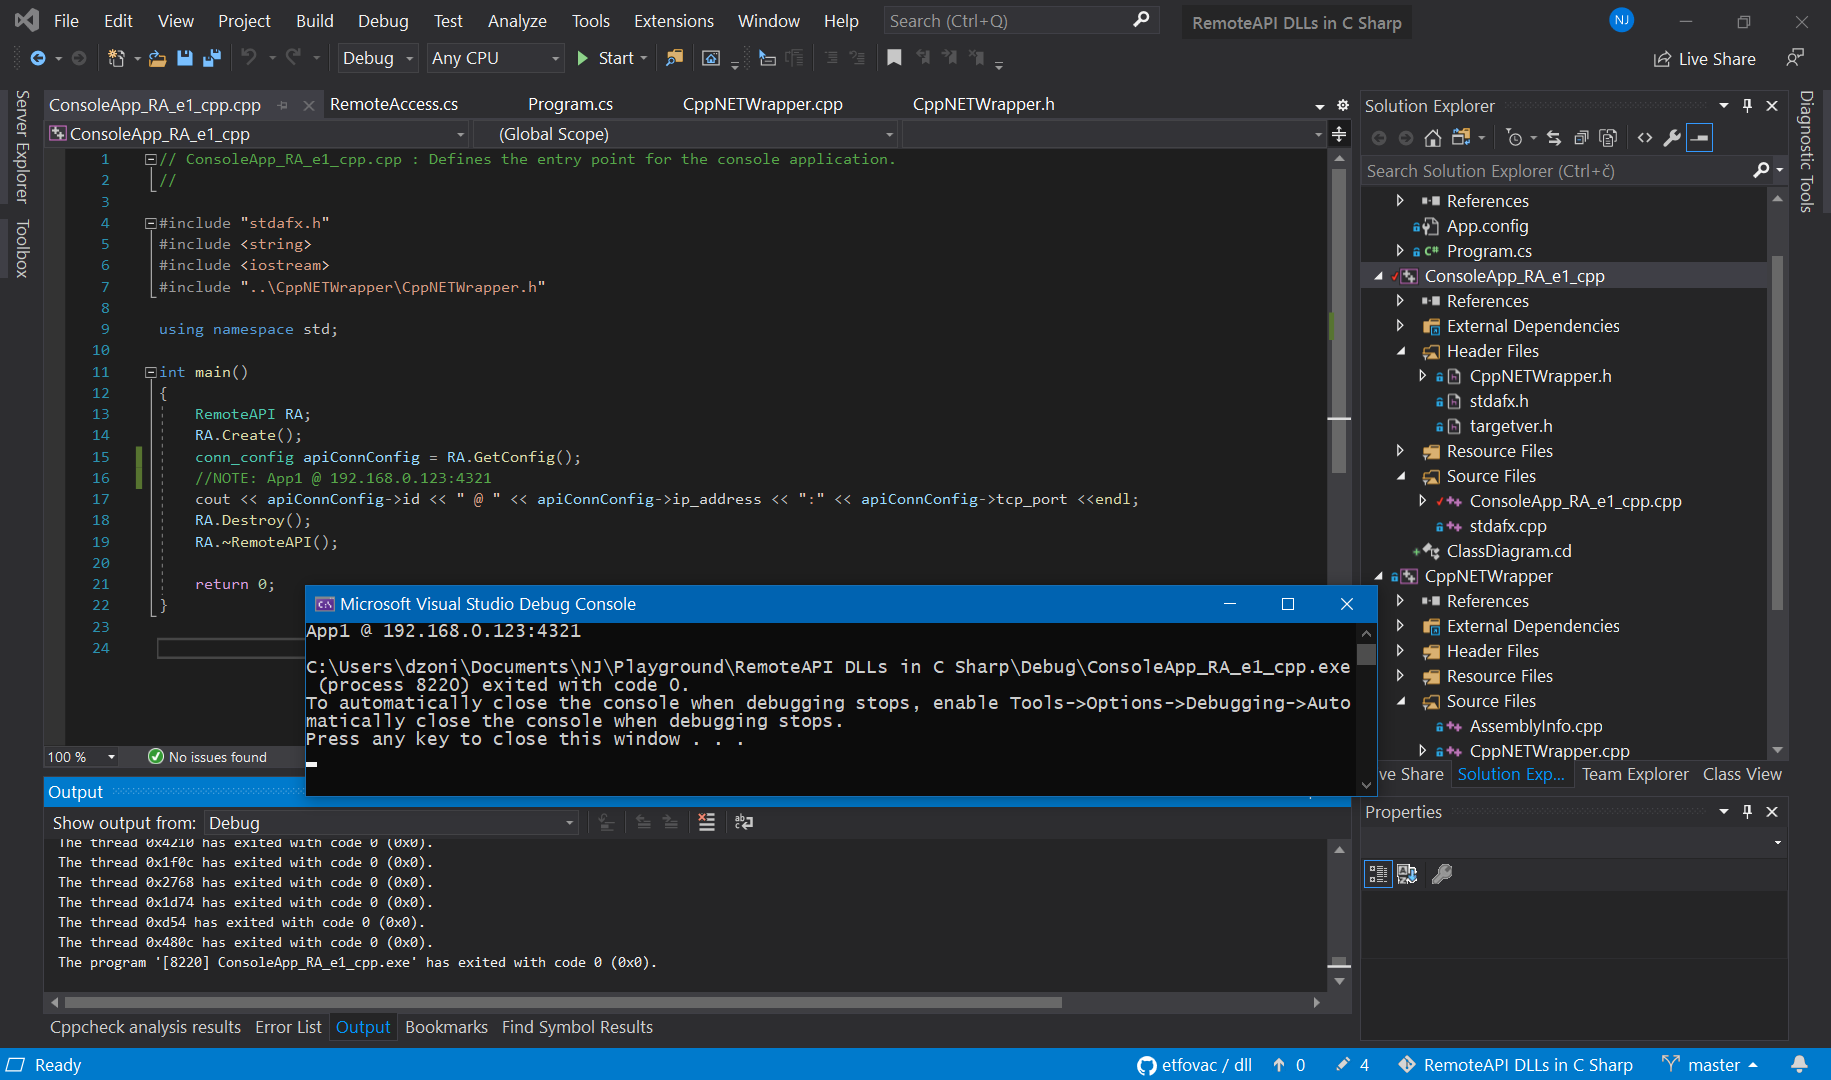 File Edit View Project Build Debug Test Analyze Tools Extensions Window Help Search (Ctrl+Q) RemoteAPI DLLs in C Sharp NJ
Debug Any CPU Start Live Share
Server Explorer
Toolbox
ConsoleApp_RA_e1_cpp.cpp RemoteAccess.cs Program.cs CppNETWrapper.cpp CppNETWrapper.h
ConsoleApp_RA_e1_cpp (Global Scope)
1 // ConsoleApp_RA_e1_cpp.cpp : Defines the entry point for the console application.
2 //
3
4 #include "stdafx.h"
5 #include <string>
6 #include <iostream>
7 #include "..\CppNETWrapper\CppNETWrapper.h"
8
9 using namespace std;
10
11 int main()
12 {
13 RemoteAPI RA;
14 RA.Create();
15 conn_config apiConnConfig = RA.GetConfig();
16 //NOTE: App1 @ 192.168.0.123:4321
17 cout << apiConnConfig->id << " @ " << apiConnConfig->ip_address << ":" << apiConnConfig->tcp_port <<endl;
18 RA.Destroy();
19 RA.~RemoteAPI();
20
21 return 0;
22 }
23
24
100 % No issues found
Microsoft Visual Studio Debug Console
App1 @ 192.168.0.123:4321
C:\Users\dzoni\Documents\NJ\Playground\RemoteAPI DLLs in C Sharp\Debug\ConsoleApp_RA_e1_cpp.exe
(process 8220) exited with code 0.
To automatically close the console when debugging stops, enable Tools->Options->Debugging->Auto
matically close the console when debugging stops.
Press any key to close this window . . .
Output
Show output from: Debug
The thread 0x4210 has exited with code 0 (0x0).
The thread 0x1f0c has exited with code 0 (0x0).
The thread 0x2768 has exited with code 0 (0x0).
The thread 0x1d74 has exited with code 0 (0x0).
The thread 0xd54 has exited with code 0 (0x0).
The thread 0x480c has exited with code 0 (0x0).
The program '[8220] ConsoleApp_RA_e1_cpp.exe' has exited with code 0 (0x0).
Cppcheck analysis results Error List Output Bookmarks Find Symbol Results
Solution Explorer
Search Solution Explorer (Ctrl+č)
References
App.config
C# Program.cs
ConsoleApp_RA_e1_cpp
References
External Dependencies
Header Files
CppNETWrapper.h
stdafx.h
targetver.h
Resource Files
Source Files
ConsoleApp_RA_e1_cpp.cpp
stdafx.cpp
ClassDiagram.cd
CppNETWrapper
References
External Dependencies
Header Files
Resource Files
Source Files
AssemblyInfo.cpp
CppNETWrapper.cpp
ve Share Solution Exp... Team Explorer Class View
Properties
Diagnostic Tools
Ready etfovac / dll 0 4 RemoteAPI DLLs in C Sharp master